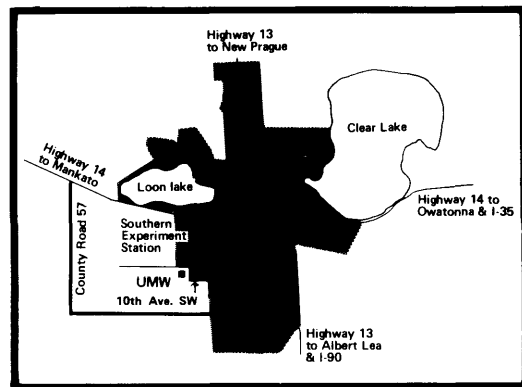 Highway 13
to New Prague
Clear Lake
Highway 14
to Mankato
Loon lake
Highway 14 to
Owatonna & I-35
County Road 57
Southern
Experiment
Station
UMW
10th Ave. SW
Highway 13
to Albert Lea
& I-90